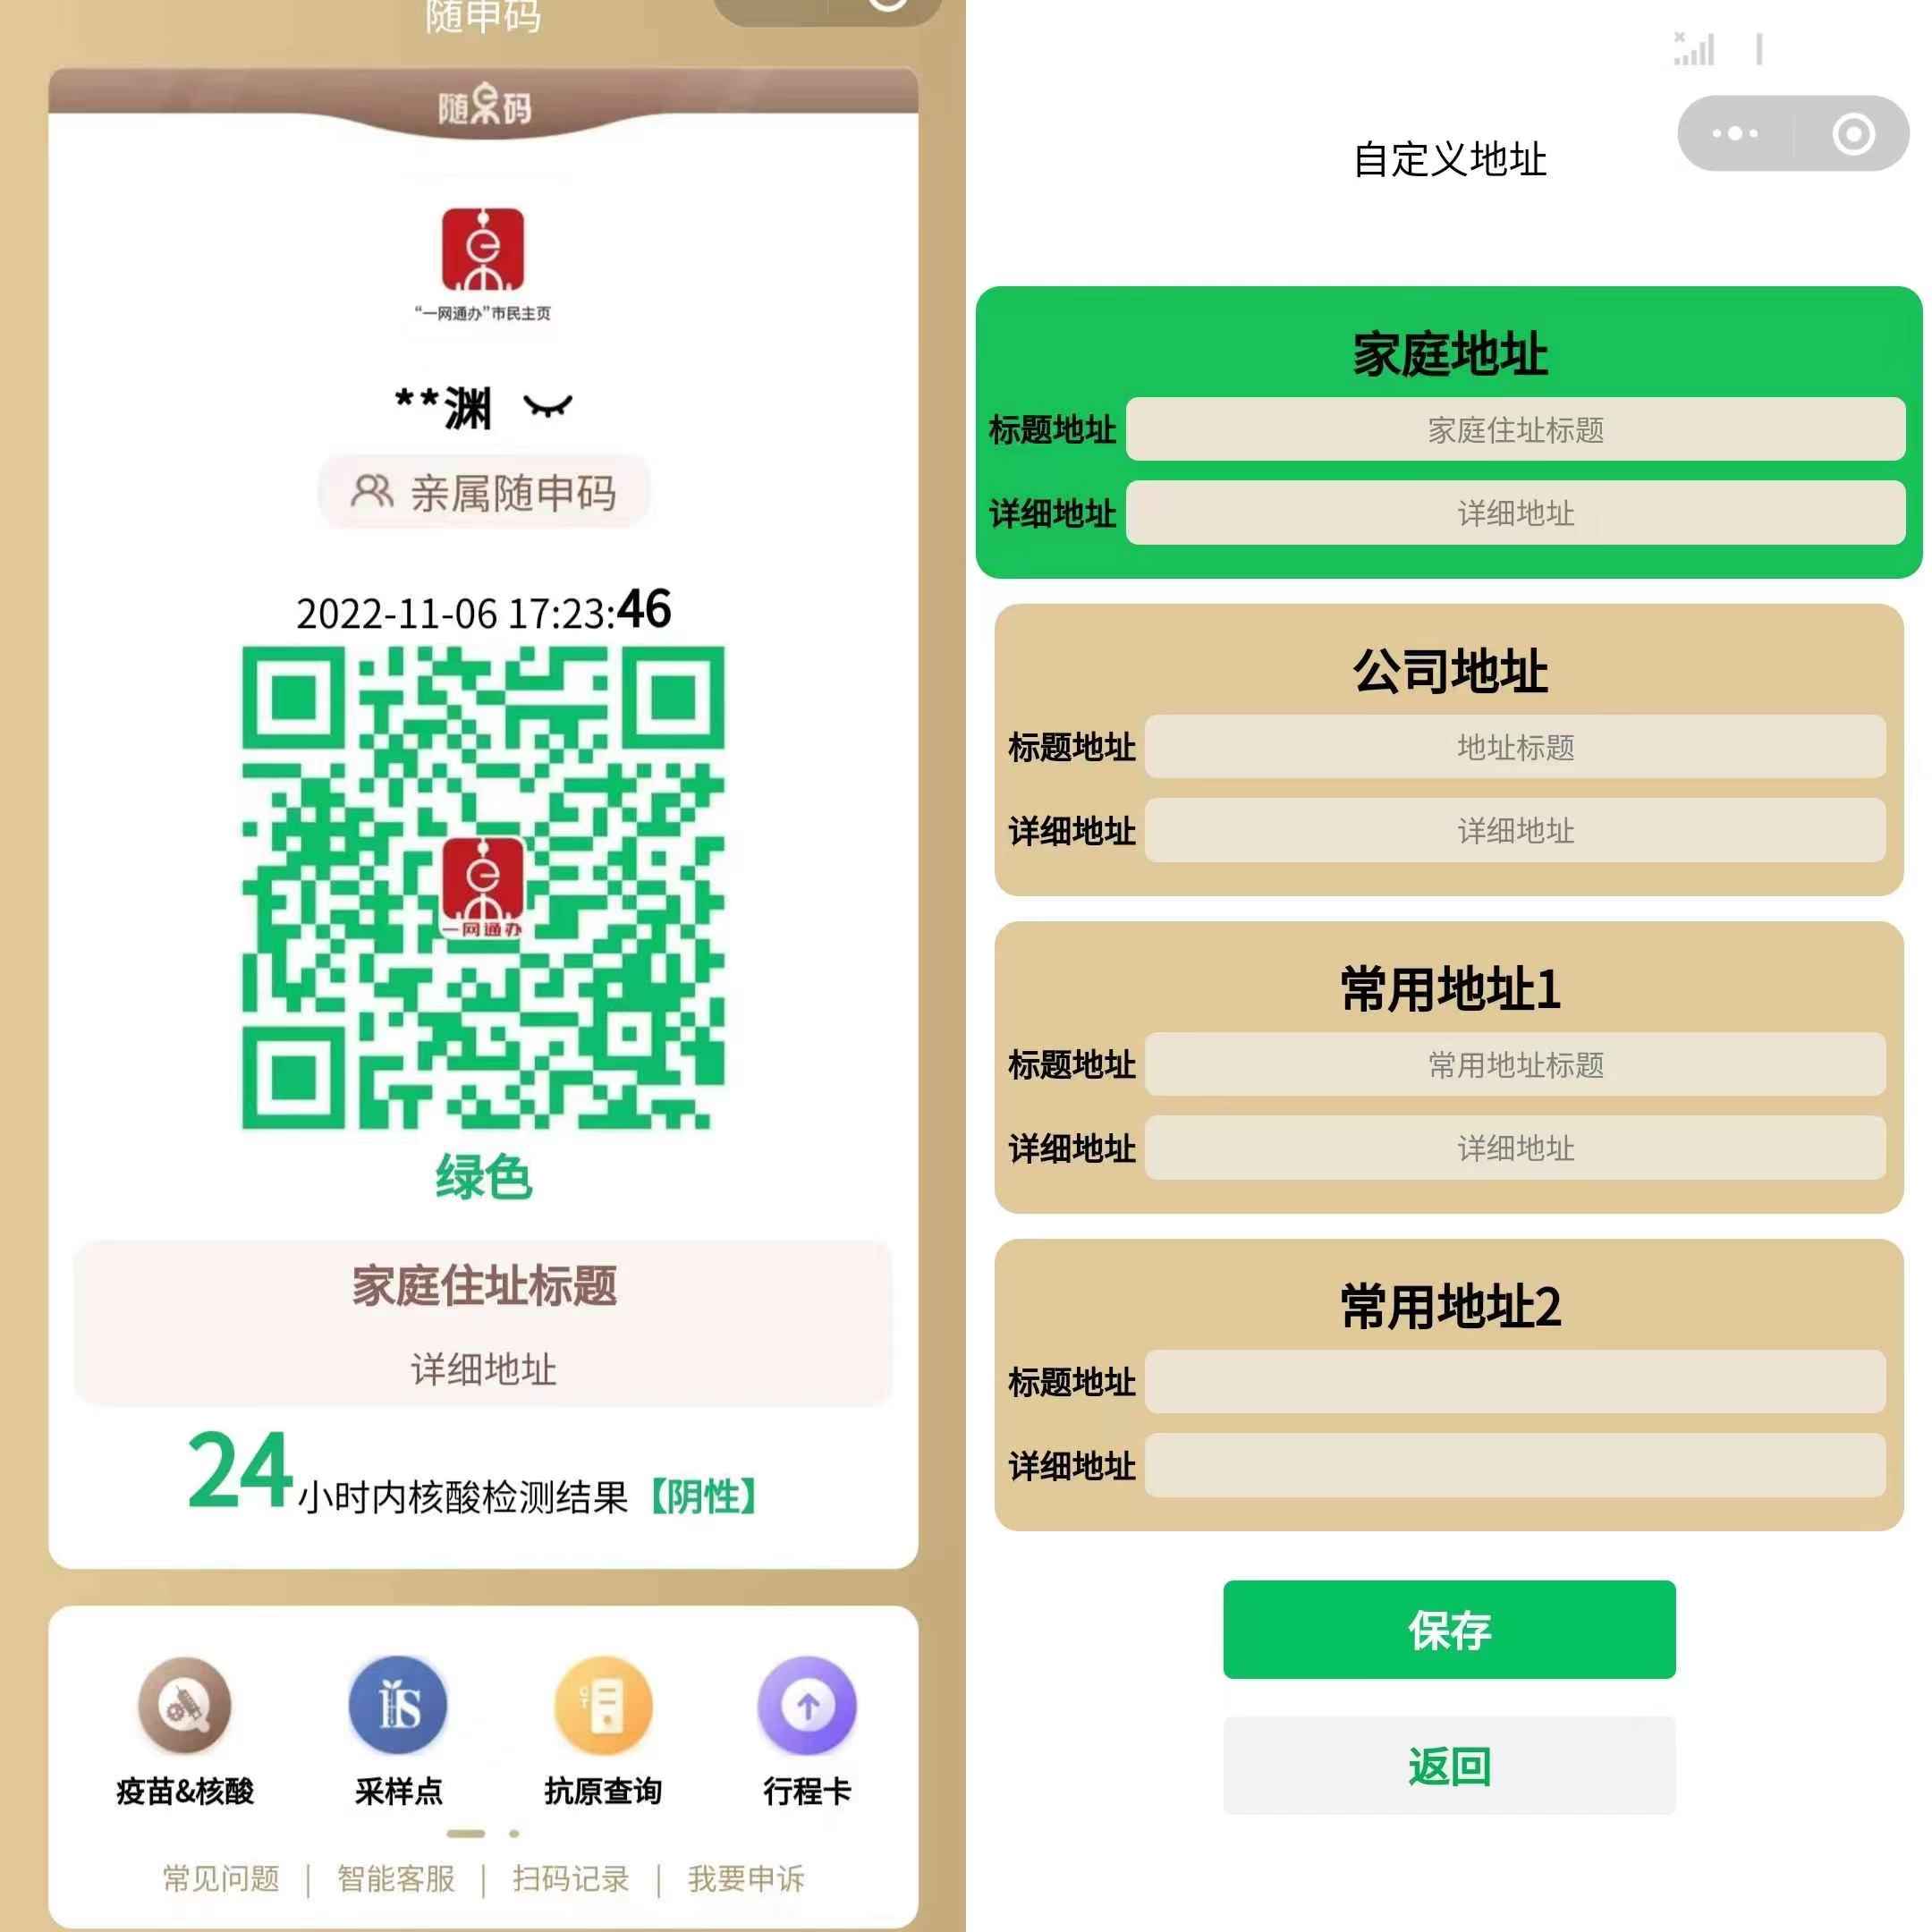 随申码
随申码
“一网通办”市民主页
**渊
亲属随申码
2022-11-06 17:23:46
一网通办
绿色
家庭住址标题
详细地址
24小时内核酸检测结果【阴性】
疫苗&核酸 采样点 抗原查询 行程卡
常见问题 | 智能客服 | 扫码记录 | 我要申诉
自定义地址
家庭地址
标题地址 家庭住址标题
详细地址 详细地址
公司地址
标题地址 地址标题
详细地址 详细地址
常用地址1
标题地址 常用地址标题
详细地址 详细地址
常用地址2
标题地址
详细地址
保存
返回